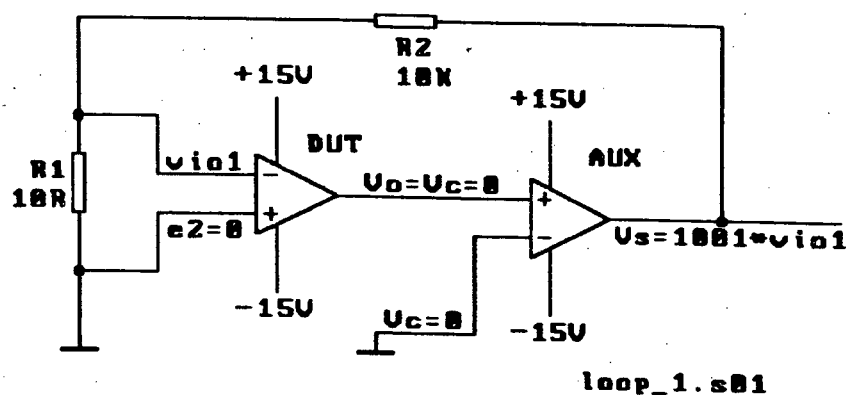 R2
10K
+15V
+15V
DUT
AUX
R1
10R
vio1
−
+
Vo=Vc=0
+
−
e2=0
Vs=1001*vio1
−15V
Vc=0
−15V
loop_1.s01